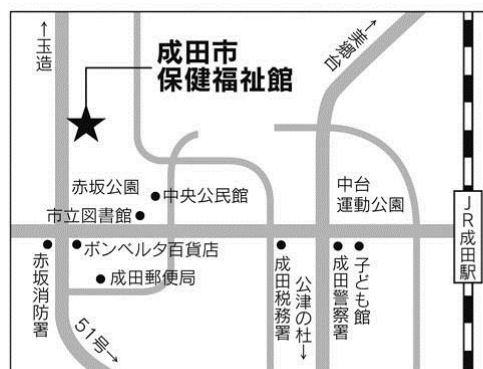 ←玉造
成田市
保健福祉館
←美郷台
赤坂公園
中央公民館
市立図書館
中台
運動公園
JR成田駅
ボンベルタ百貨店
成田郵便局
赤坂消防署
成田税務署
公津の杜→
成田警察署
子ども館
51号→